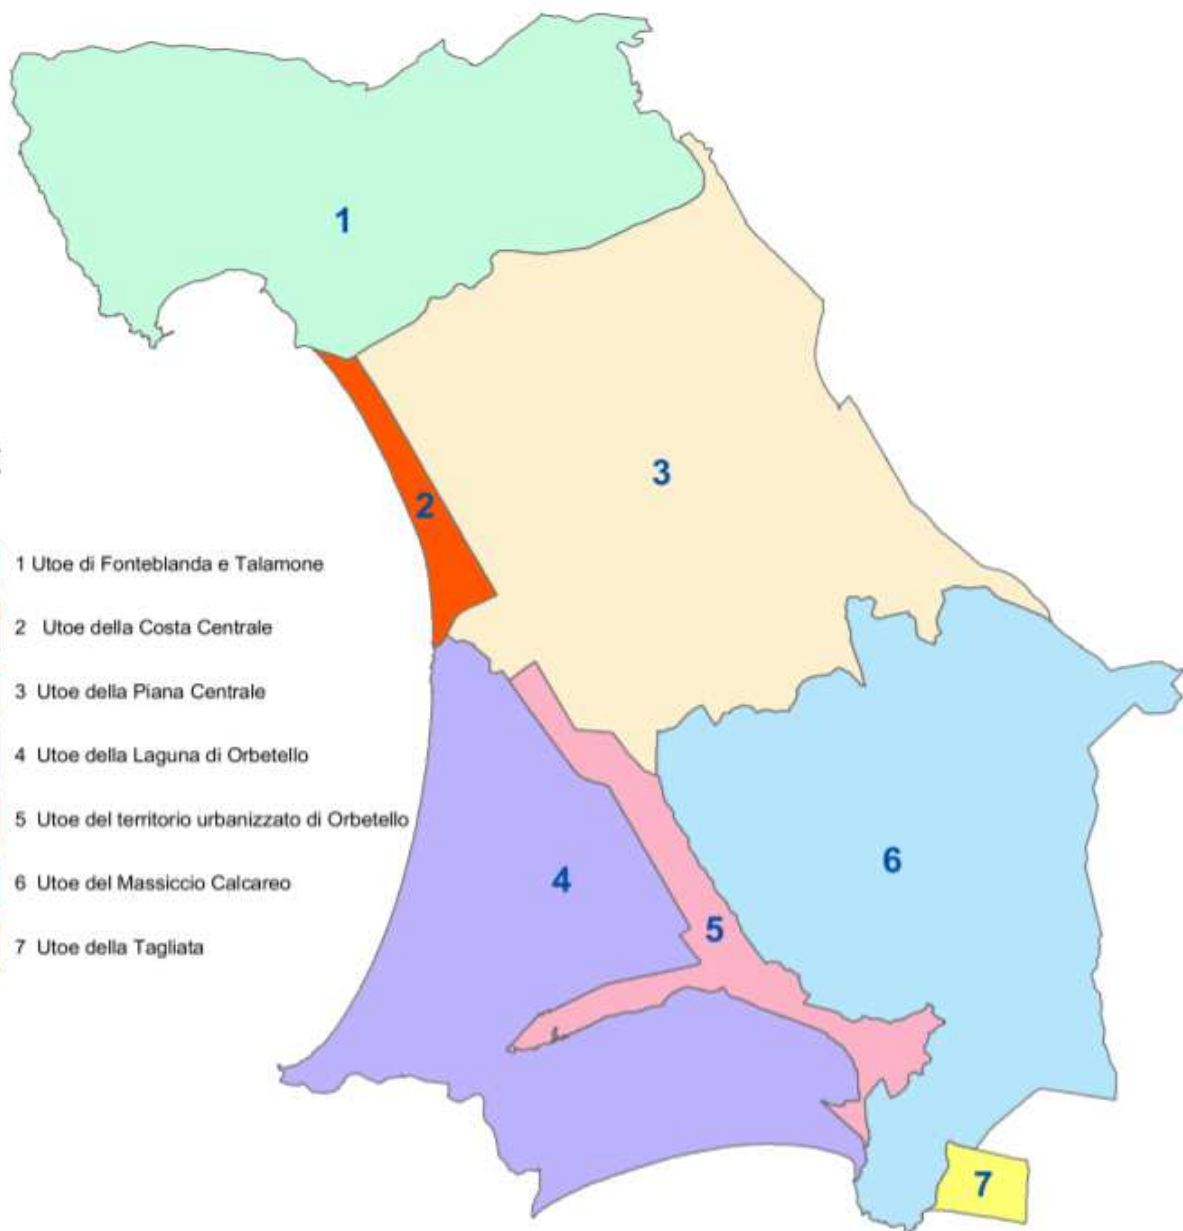 1
2
3
1 Utoe di Fonteblanda e Talamone
2 Utoe della Costa Centrale
3 Utoe della Piana Centrale
4 Utoe della Laguna di Orbetello
5 Utoe del territorio urbanizzato di Orbetello
6 Utoe del Massiccio Calcareo
7 Utoe della Tagliata
4
5
6
7